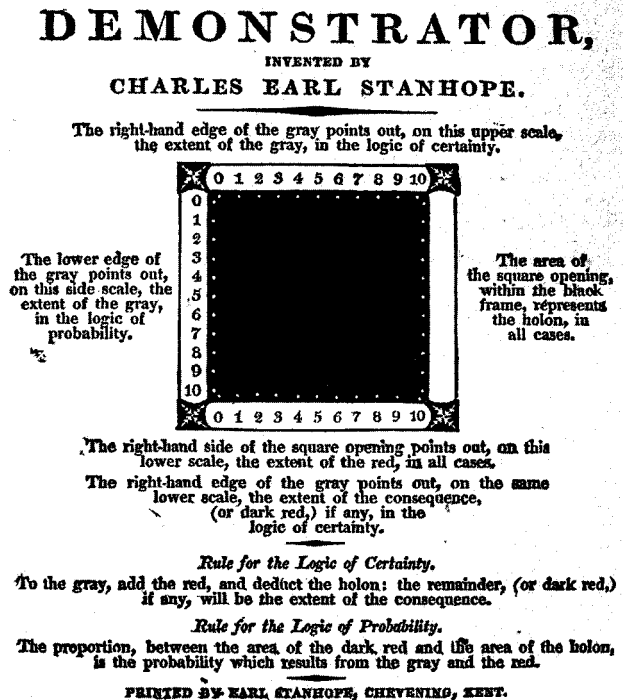 DEMONSTRATOR,
INVENTED BY
CHARLES EARL STANHOPE.
The right-hand edge of the gray points out, on this upper scale,
the extent of the gray, in the logic of certainty.
0 1 2 3 4 5 6 7 8 9 10
0
1
2
3
4
5
6
7
8
9
10
The lower edge of
the gray points out,
on this side scale, the
extent of the gray,
in the logic of
probability.
The area of
the square opening,
within the black
frame, represents
the holon, in
all cases.
0 1 2 3 4 5 6 7 8 9 10
The right-hand side of the square opening points out, on this
lower scale, the extent of the red, in all cases.
The right-hand edge of the gray points out, on the same
lower scale, the extent of the consequence,
(or dark red,) if any, in the
logic of certainty.
Rule for the Logic of Certainty.
To the gray, add the red, and deduct the holon: the remainder, (or dark red,)
if any, will be the extent of the consequence.
Rule for the Logic of Probability.
The proportion, between the area of the dark red and the area of the holon,
is the probability which results from the gray and the red.
PRINTED BY EARL STANHOPE, CHEVENING, KENT.